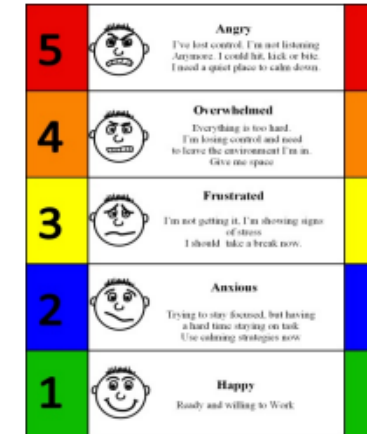 5
Angry
I've lost control. I'm not listening
Anymore. I could hit, kick or bite.
I need a quiet place to calm down.
4
Overwhelmed
Everything is too hard.
I'm losing control and need
to leave the environment I'm in.
Give me space
3
Frustrated
I'm not getting it, I'm showing signs
of stress
I should take a break now.
2
Anxious
Trying to stay focused, but having
a hard time staying on task
Use calming strategies now
1
Happy
Ready and willing to Work